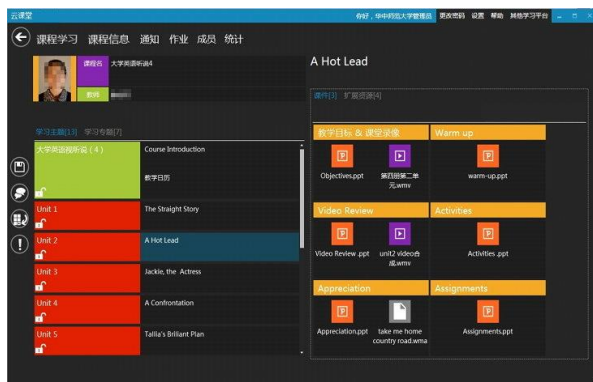 云课堂
你好，华中师范大学管理员 更改密码 设置 帮助 其他学习平台
课程学习 课程信息 通知 作业 成员 统计
课程名 大学英语听说4
教师
学习主题[13] 学习专题[7]
大学英语视听说（4） Course Introduction
教学日历
Unit 1 The Straight Story
Unit 2 A Hot Lead
Unit 3 Jackie, the Actress
Unit 4 A Confrontation
Unit 5 Tallia's Brilliant Plan
A Hot Lead
课件[3] 扩展资源[4]
教学目标 & 课堂录像
Objectives.ppt
第四册第二单
元.wmv
Warm up
warm-up.ppt
Video Review
Video Review .ppt
unit2 video合
成.wmv
Activities
Activities .ppt
Appreciation
Appreciation.ppt
take me home
country road.wma
Assignments
Assignments.ppt